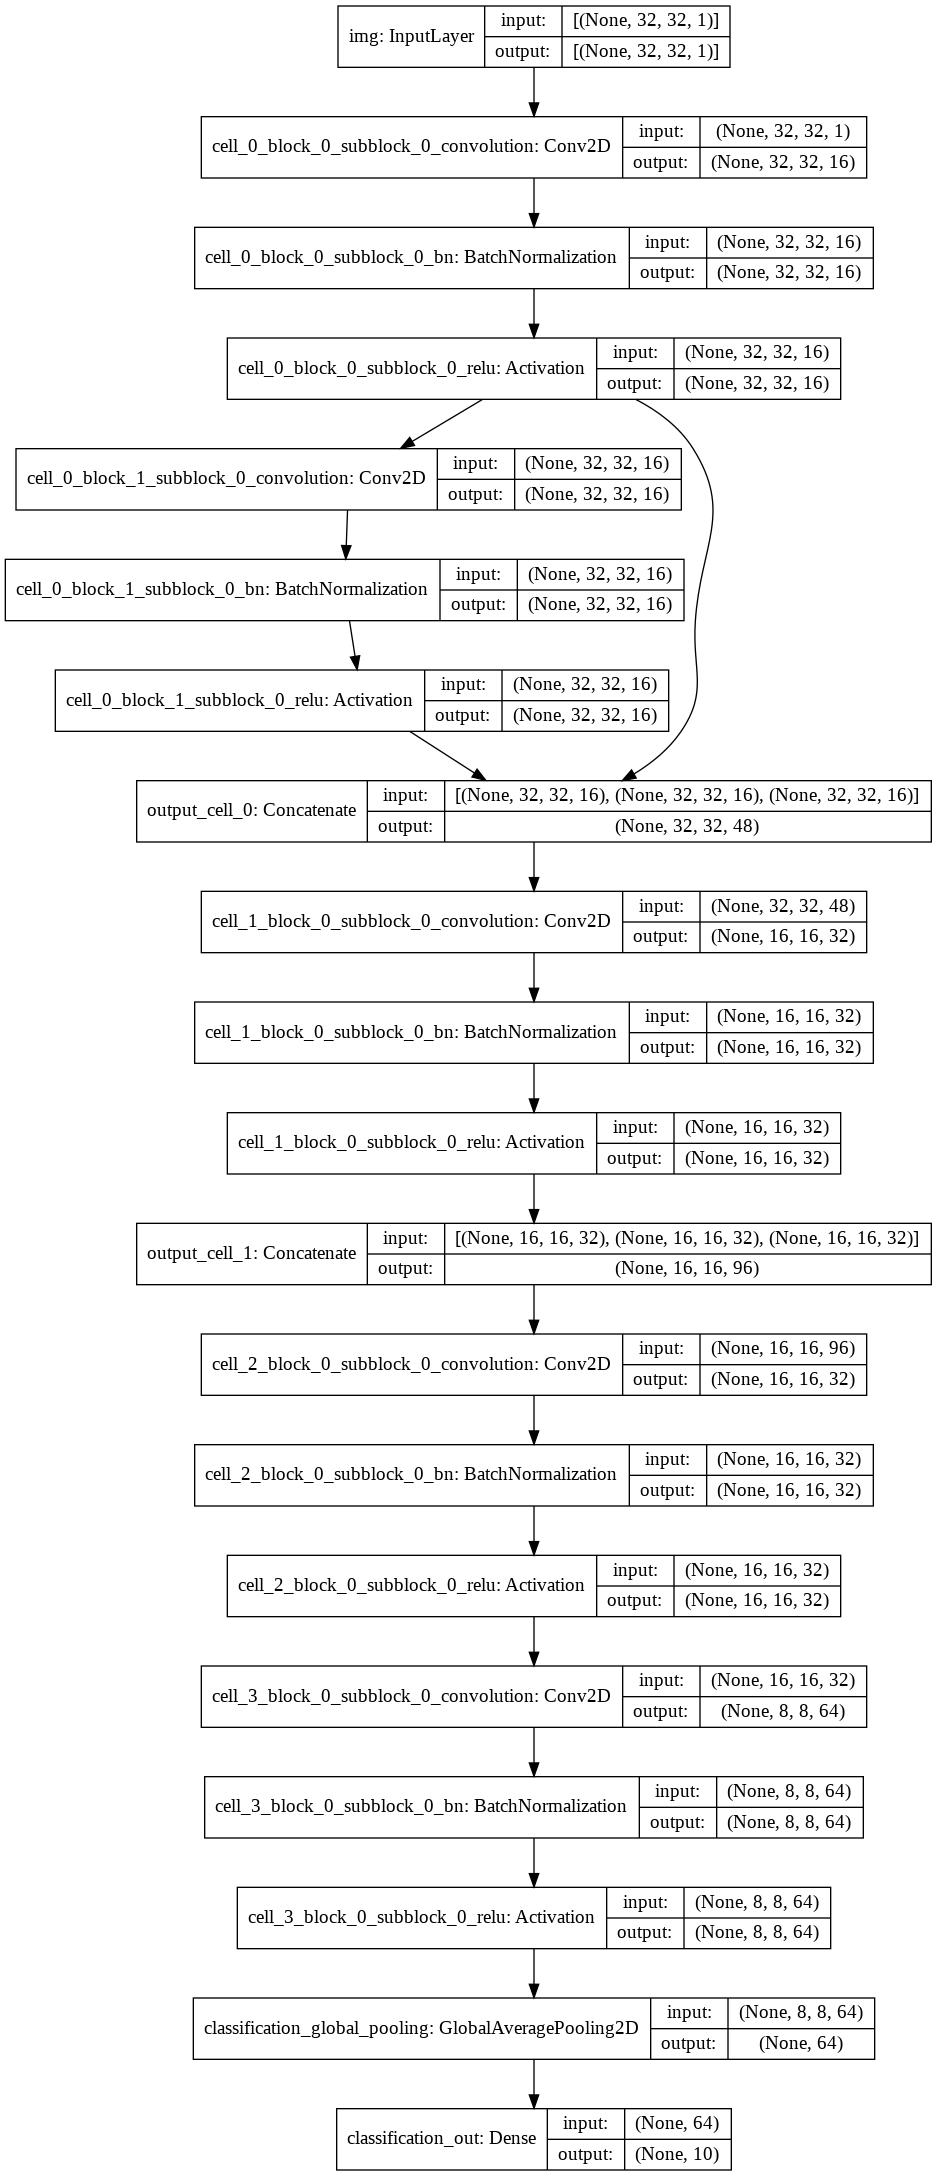 img: InputLayer
input:
[(None, 32, 32, 1)]
output:
[(None, 32, 32, 1)]
cell_0_block_0_subblock_0_convolution: Conv2D
input:
(None, 32, 32, 1)
output:
(None, 32, 32, 16)
cell_0_block_0_subblock_0_bn: BatchNormalization
input:
(None, 32, 32, 16)
output:
(None, 32, 32, 16)
cell_0_block_0_subblock_0_relu: Activation
input:
(None, 32, 32, 16)
output:
(None, 32, 32, 16)
cell_0_block_1_subblock_0_convolution: Conv2D
input:
(None, 32, 32, 16)
output:
(None, 32, 32, 16)
cell_0_block_1_subblock_0_bn: BatchNormalization
input:
(None, 32, 32, 16)
output:
(None, 32, 32, 16)
cell_0_block_1_subblock_0_relu: Activation
input:
(None, 32, 32, 16)
output:
(None, 32, 32, 16)
output_cell_0: Concatenate
input:
[(None, 32, 32, 16), (None, 32, 32, 16), (None, 32, 32, 16)]
output:
(None, 32, 32, 48)
cell_1_block_0_subblock_0_convolution: Conv2D
input:
(None, 32, 32, 48)
output:
(None, 16, 16, 32)
cell_1_block_0_subblock_0_bn: BatchNormalization
input:
(None, 16, 16, 32)
output:
(None, 16, 16, 32)
cell_1_block_0_subblock_0_relu: Activation
input:
(None, 16, 16, 32)
output:
(None, 16, 16, 32)
output_cell_1: Concatenate
input:
[(None, 16, 16, 32), (None, 16, 16, 32), (None, 16, 16, 32)]
output:
(None, 16, 16, 96)
cell_2_block_0_subblock_0_convolution: Conv2D
input:
(None, 16, 16, 96)
output:
(None, 16, 16, 32)
cell_2_block_0_subblock_0_bn: BatchNormalization
input:
(None, 16, 16, 32)
output:
(None, 16, 16, 32)
cell_2_block_0_subblock_0_relu: Activation
input:
(None, 16, 16, 32)
output:
(None, 16, 16, 32)
cell_3_block_0_subblock_0_convolution: Conv2D
input:
(None, 16, 16, 32)
output:
(None, 8, 8, 64)
cell_3_block_0_subblock_0_bn: BatchNormalization
input:
(None, 8, 8, 64)
output:
(None, 8, 8, 64)
cell_3_block_0_subblock_0_relu: Activation
input:
(None, 8, 8, 64)
output:
(None, 8, 8, 64)
classification_global_pooling: GlobalAveragePooling2D
input:
(None, 8, 8, 64)
output:
(None, 64)
classification_out: Dense
input:
(None, 64)
output:
(None, 10)